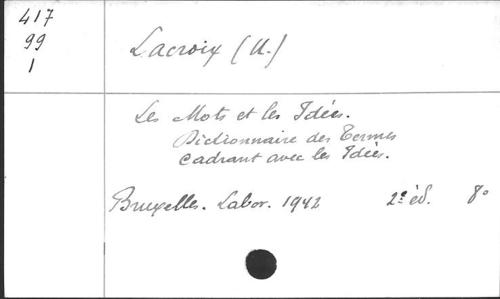 417
99
1
Lacroix (U.)
Les Mots et les Idées.
Dictionnaire des Termes
cadrant avec les Idées.
Bruxelles. Labor. 1942 2e éd. 8°